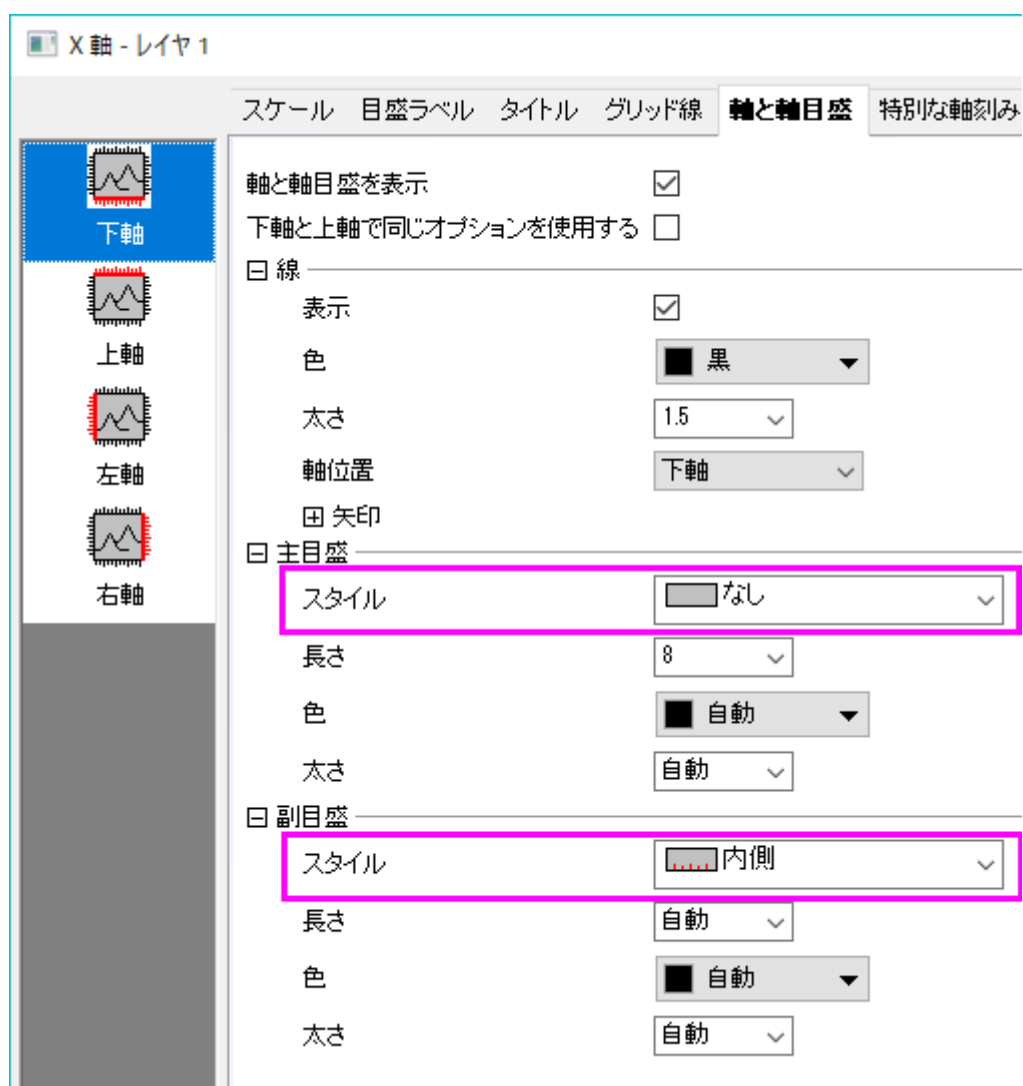 X 軸 - レイヤ 1
スケール 目盛ラベル タイトル グリッド線 軸と軸目盛 特別な軸刻み
下軸
上軸
左軸
右軸
軸と軸目盛を表示
下軸と上軸で同じオプションを使用する
線
表示
色 黒
太さ 1.5
軸位置 下軸
矢印
主目盛
スタイル なし
長さ 8
色 自動
太さ 自動
副目盛
スタイル 内側
長さ 自動
色 自動
太さ 自動